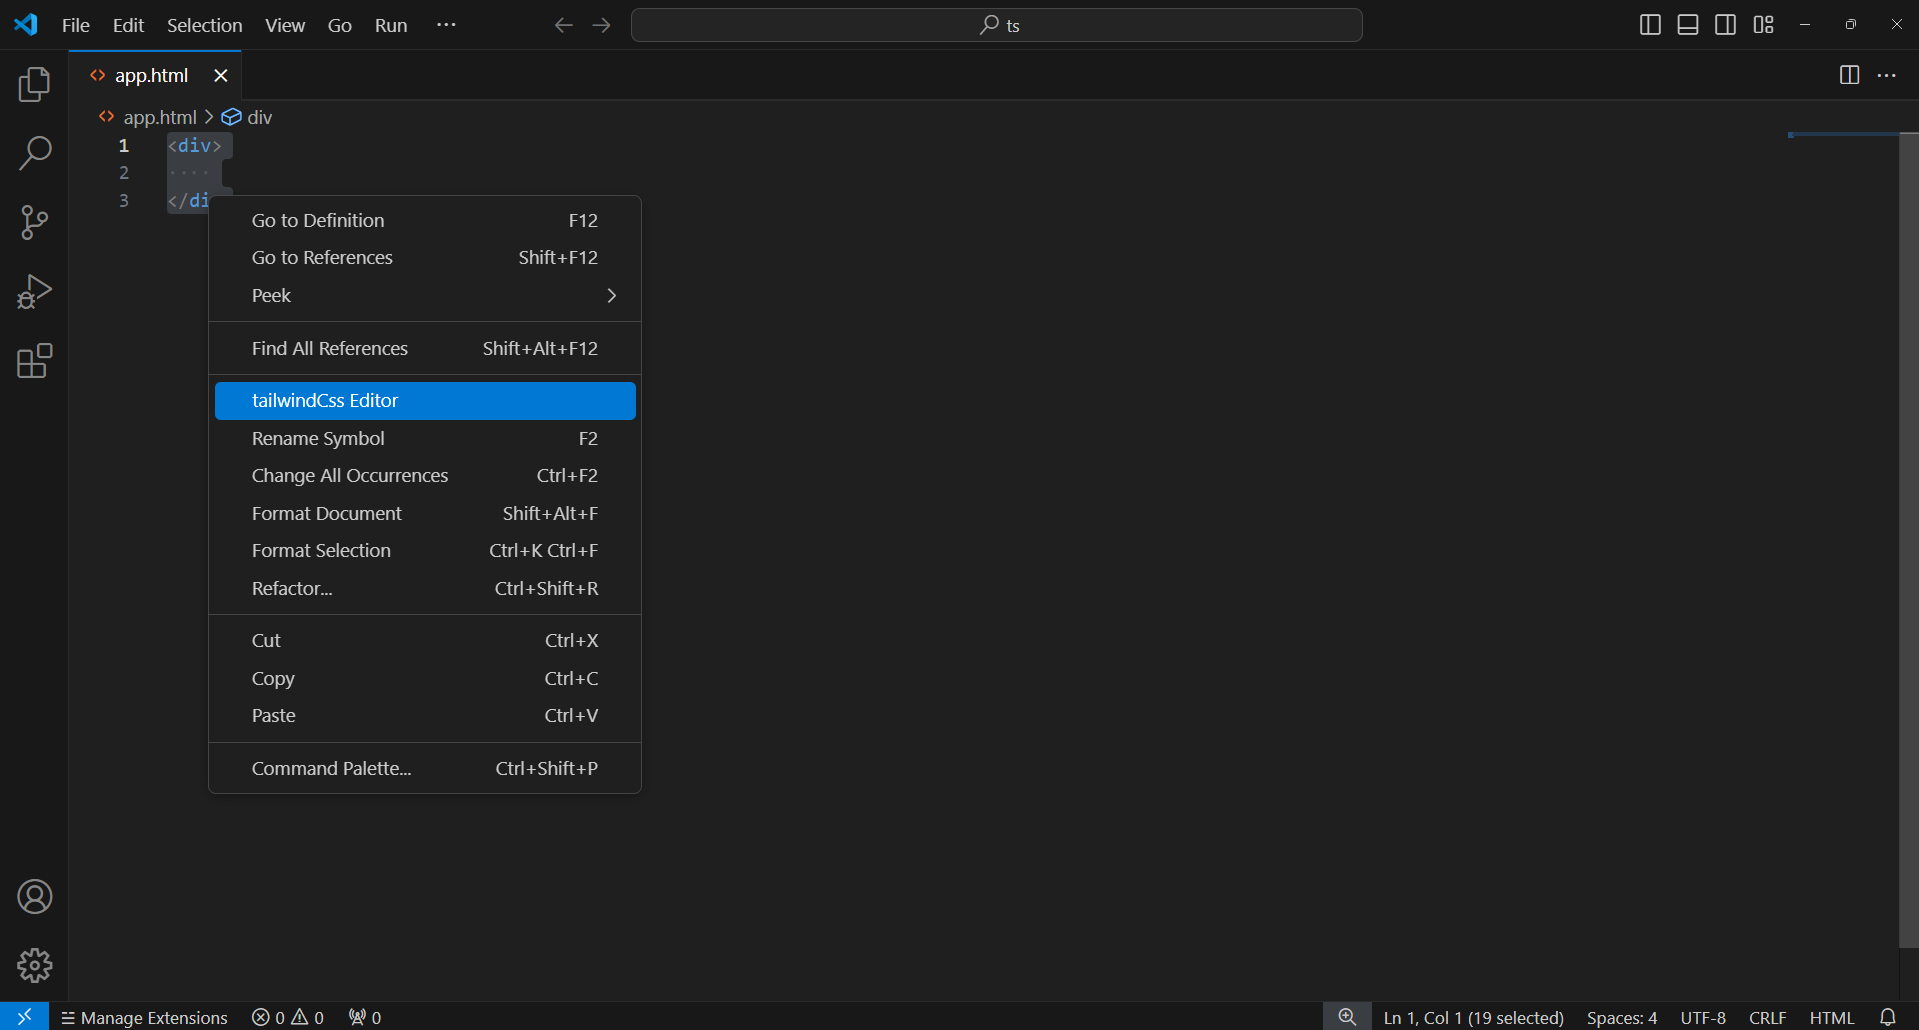 File Edit Selection View Go Run ··· ts
app.html
app.html > div
1 <div>
2 ····
3 </di
Go to Definition F12
Go to References Shift+F12
Peek
Find All References Shift+Alt+F12
tailwindCss Editor
Rename Symbol F2
Change All Occurrences Ctrl+F2
Format Document Shift+Alt+F
Format Selection Ctrl+K Ctrl+F
Refactor... Ctrl+Shift+R
Cut Ctrl+X
Copy Ctrl+C
Paste Ctrl+V
Command Palette... Ctrl+Shift+P
Manage Extensions 0 0 0 Ln 1, Col 1 (19 selected) Spaces: 4 UTF-8 CRLF HTML